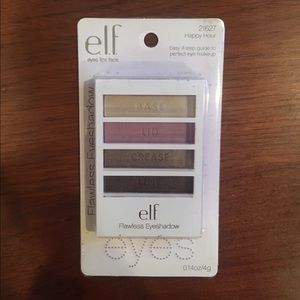 e.l.f
eyes lips face
21627
Happy Hour
Easy 4-step guide to
perfect eye makeup
Flawless Eyeshadow
BASE
LID
CREASE
LINE
elf
Flawless Eyeshadow
eyes
0.14oz/4g